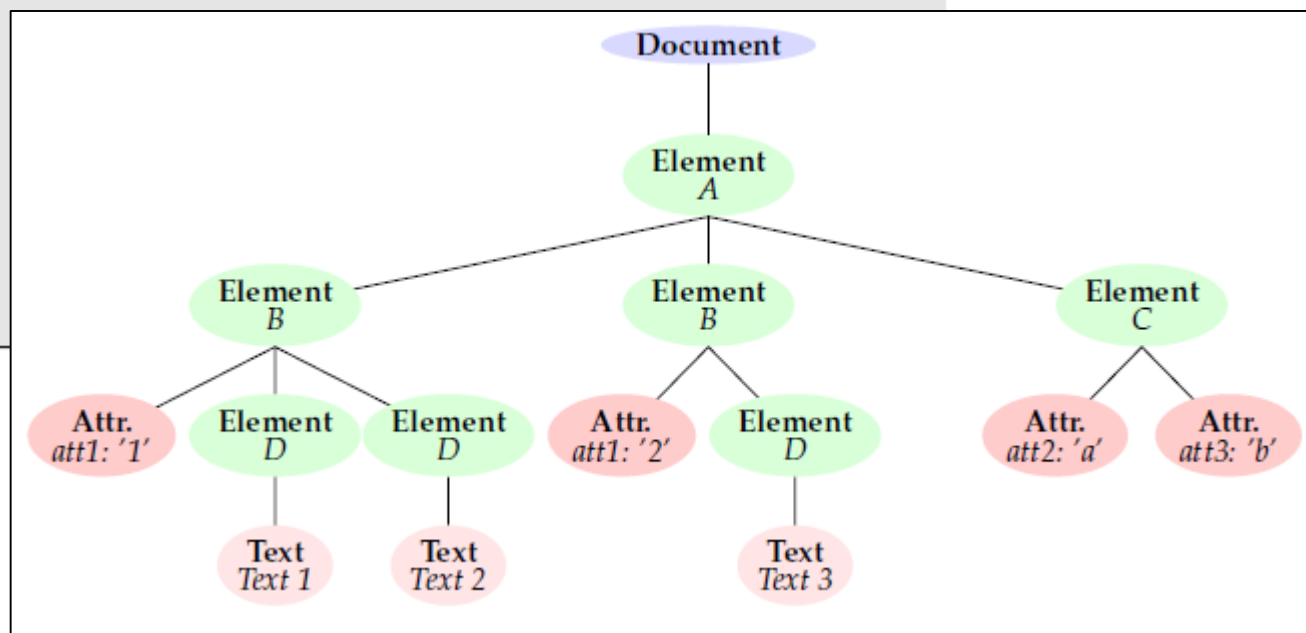 Document
Element
A
Element
B
Element
B
Element
C
Attr.
att1: '1'
Element
D
Element
D
Attr.
att1: '2'
Element
D
Attr.
att2: 'a'
Attr.
att3: 'b'
Text
Text 1
Text
Text 2
Text
Text 3